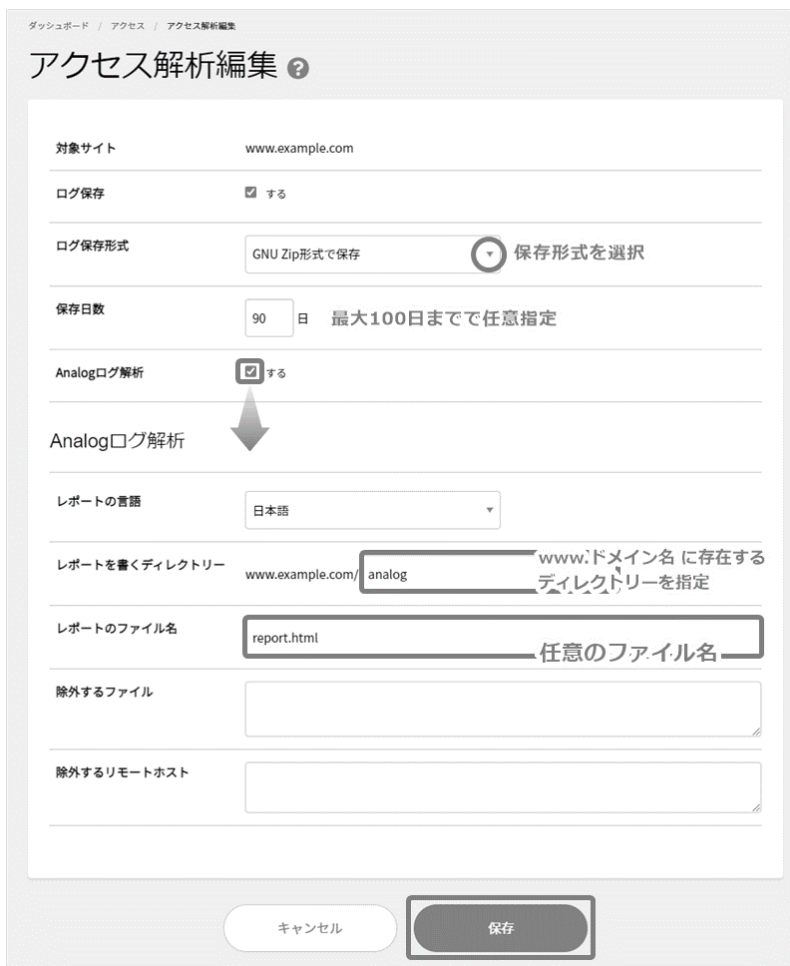 ダッシュボード / アクセス / アクセス解析編集
アクセス解析編集 ?
対象サイト www.example.com
ログ保存 する
ログ保存形式 GNU Zip形式で保存 保存形式を選択
保存日数 90 日 最大100日までで任意指定
Analogログ解析 する
Analogログ解析
レポートの言語 日本語
レポートを書くディレクトリー www.example.com/ analog www.ドメイン名 に存在する
ディレクトリーを指定
レポートのファイル名 report.html 任意のファイル名
除外するファイル
除外するリモートホスト
キャンセル 保存